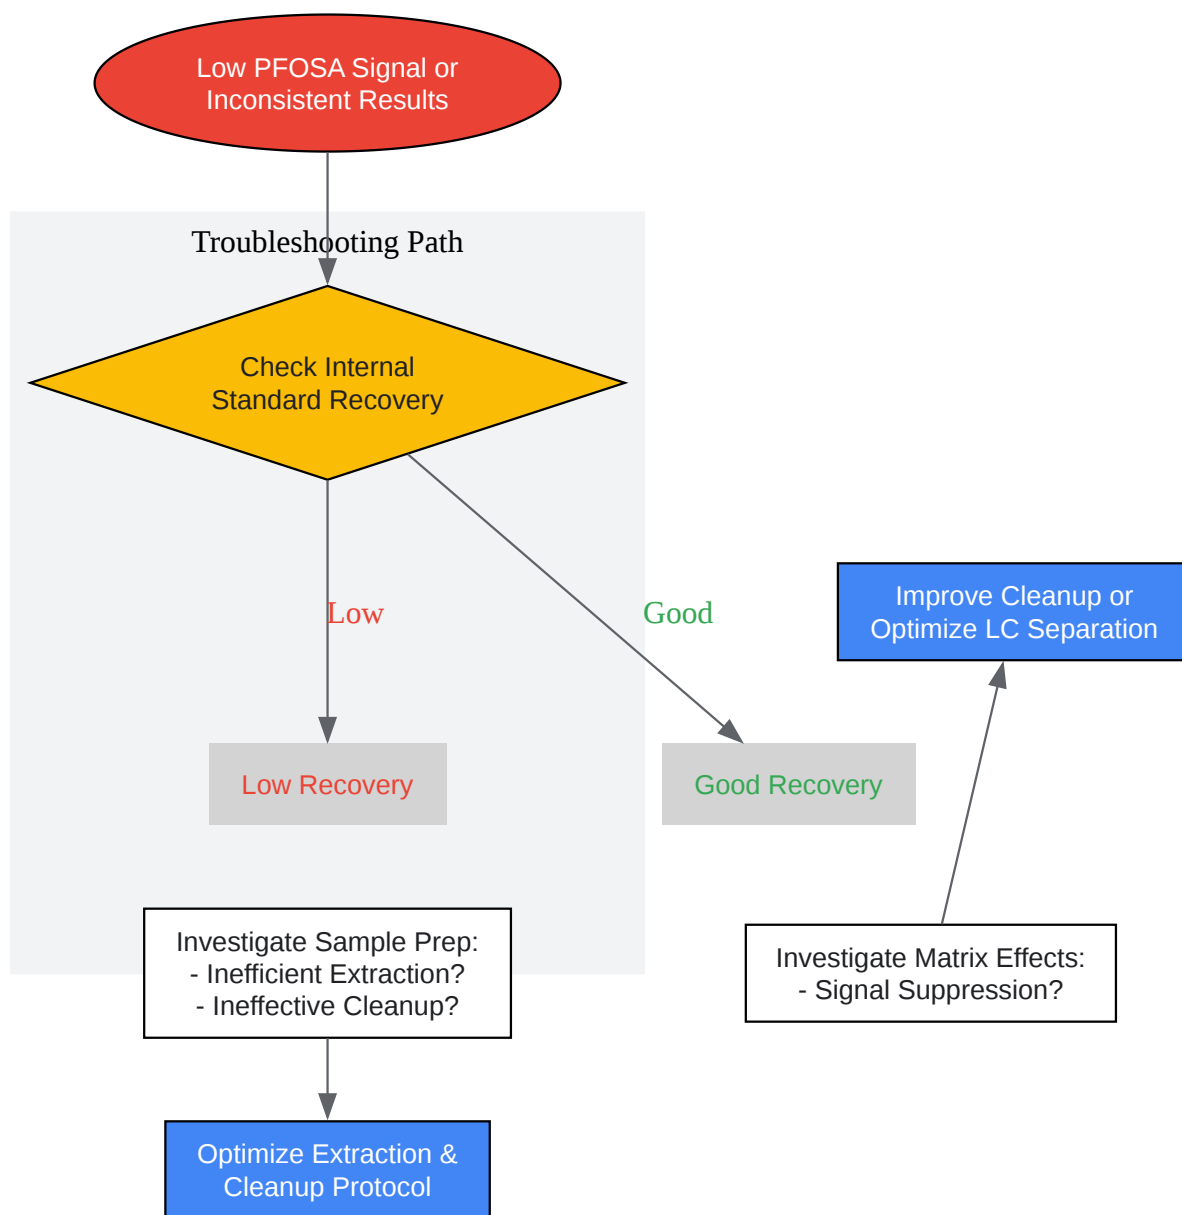 Low PFOSA Signal or
Inconsistent Results
Troubleshooting Path
Check Internal
Standard Recovery
Low
Good
Improve Cleanup or
Optimize LC Separation
Low Recovery
Good Recovery
Investigate Sample Prep:
- Inefficient Extraction?
- Ineffective Cleanup?
Investigate Matrix Effects:
- Signal Suppression?
Optimize Extraction &
Cleanup Protocol